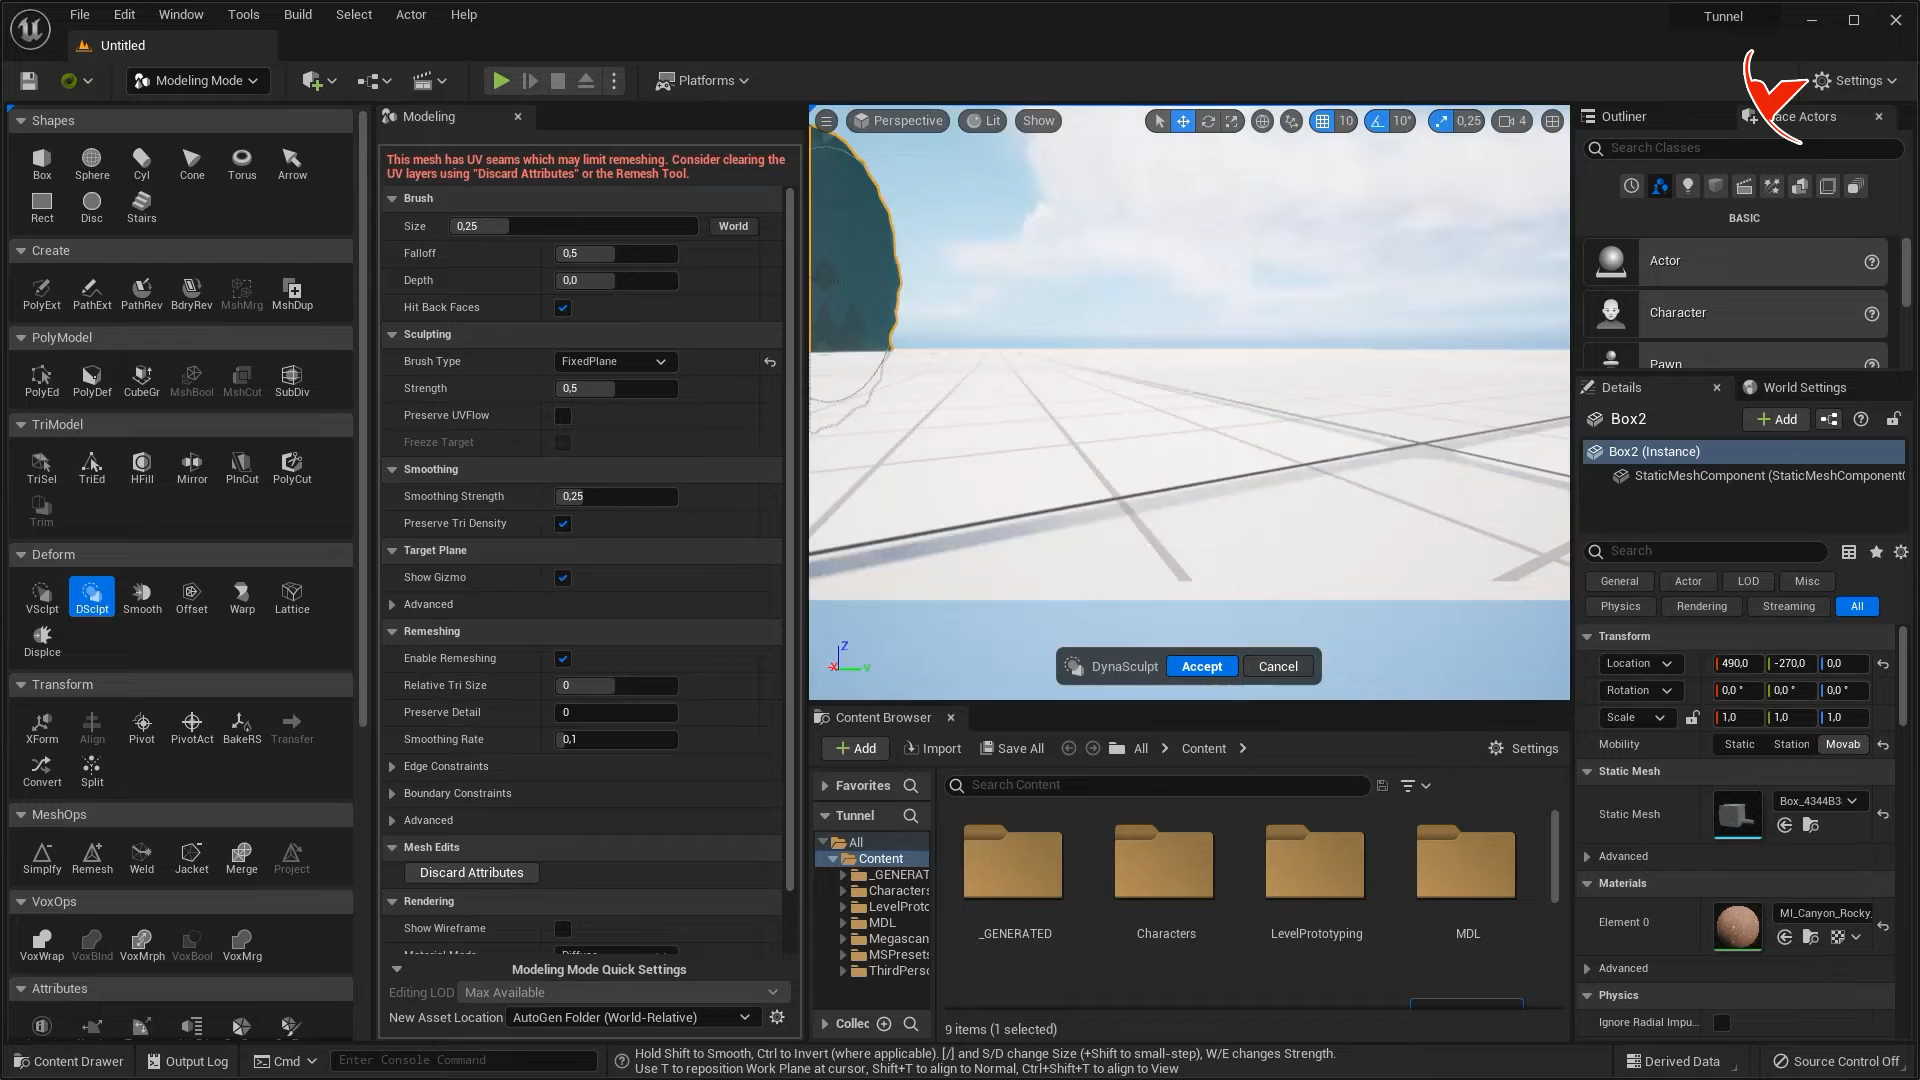 File Edit Window Tools Build Select Actor Help
Tunnel
Untitled
Modeling Mode
Platforms
Settings
Shapes
Box Sphere Cyl Cone Torus Arrow
Rect Disc Stairs
Create
PolyExt PathExt PathRev BdryRev MshMrg MshDup
PolyModel
PolyEd PolyDef CubeGr MshBool MshCut SubDiv
TriModel
TriSel TriEd HFill Mirror PlnCut PolyCut
Trim
Deform
VSclpt DSclpt Smooth Offset Warp Lattice
Displce
Transform
XForm Align Pivot PivotAct BakeRS Transfer
Convert Split
MeshOps
Simplfy Remesh Weld Jacket Merge Project
VoxOps
VoxWrap VoxBlnd VoxMrph VoxBool VoxMrg
Attributes
Modeling
This mesh has UV seams which may limit remeshing. Consider clearing the
UV layers using "Discard Attributes" or the Remesh Tool.
Brush
Size 0,25 World
Falloff 0,5
Depth 0,0
Hit Back Faces
Sculpting
Brush Type FixedPlane
Strength 0,5
Preserve UVFlow
Freeze Target
Smoothing
Smoothing Strength 0,25
Preserve Tri Density
Target Plane
Show Gizmo
Advanced
Remeshing
Enable Remeshing
Relative Tri Size 0
Preserve Detail 0
Smoothing Rate 0,1
Edge Constraints
Boundary Constraints
Advanced
Mesh Edits
Discard Attributes
Rendering
Show Wireframe
Modeling Mode Quick Settings
Editing LOD Max Available
New Asset Location AutoGen Folder (World-Relative)
Perspective Lit Show 10 10° 0,25 4
Z
X Y
DynaSculpt Accept Cancel
Content Browser
Add Import Save All All Content Settings
Favorites
Search Content
Tunnel
All
Content
_GENERAT
Characters
LevelProto
MDL
Megascan
MSPresets
ThirdPerso
Collec
_GENERATED Characters LevelPrototyping MDL
9 items (1 selected)
Outliner ace Actors
Search Classes
BASIC
Actor
Character
Pawn
Details World Settings
Box2 Add
Box2 (Instance)
StaticMeshComponent (StaticMeshComponent
Search
General Actor LOD Misc
Physics Rendering Streaming All
Transform
Location 490,0 -270,0 0,0
Rotation 0,0 ° 0,0 ° 0,0 °
Scale 1,0 1,0 1,0
Mobility Static Station Movab
Static Mesh
Static Mesh Box_4344B3
Advanced
Materials
Element 0 MI_Canyon_Rocky_
Advanced
Physics
Ignore Radial Impu...
Content Drawer Output Log Cmd Enter Console Command
Hold Shift to Smooth, Ctrl to Invert (where applicable). [/] and S/D change Size (+Shift to small-step), W/E changes Strength.
Use T to reposition Work Plane at cursor, Shift+T to align to Normal, Ctrl+Shift+T to align to View
Derived Data Source Control Off